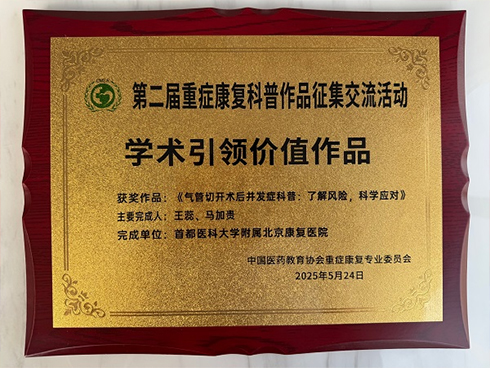 第二届重症康复科普作品征集交流活动
学术引领价值作品
获奖作品：《气管切开术后并发症科普：了解风险，科学应对》
主要完成人：王蕊、马加贵
完成单位：首都医科大学附属北京康复医院
中国医药教育协会重症康复专业委员会
2025年5月24日